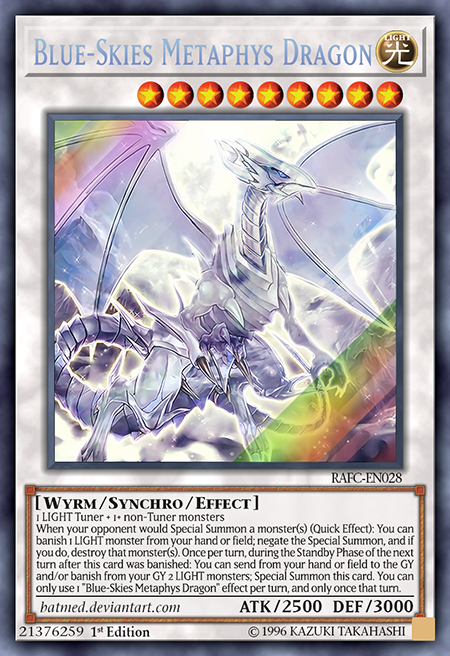 BLUE-SKIES METAPHYS DRAGON
LIGHT
光
RAFC-EN028
[WYRM/SYNCHRO/EFFECT]
1 LIGHT Tuner + 1+ non-Tuner monsters
When your opponent would Special Summon a monster(s) (Quick Effect): You can
banish 1 LIGHT monster from your hand or field; negate the Special Summon, and if
you do, destroy that monster(s). Once per turn, during the Standby Phase of the next
turn after this card was banished: You can send from your hand or field to the GY
and/or banish from your GY 2 LIGHT monsters; Special Summon this card. You can
only use 1 "Blue-Skies Metaphys Dragon" effect per turn, and only once that turn.
batmed.deviantart.com ATK/2500 DEF/3000
21376259 1st Edition © 1996 KAZUKI TAKAHASHI